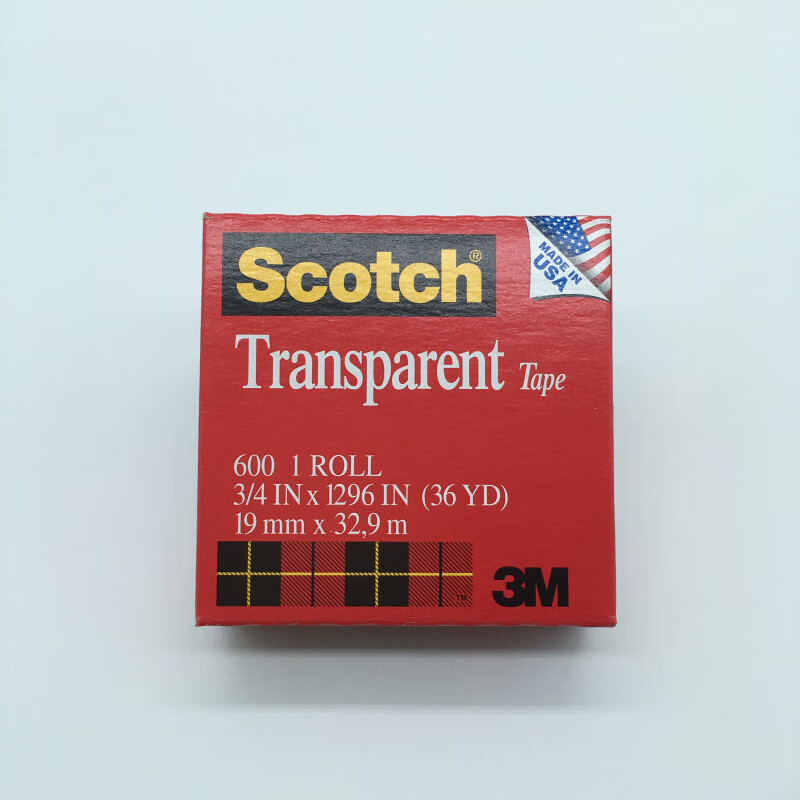 Scotch®
MADE IN
USA
Transparent Tape
600 1 ROLL
3/4 IN x 1296 IN (36 YD)
19 mm x 32,9 m
TM
3M